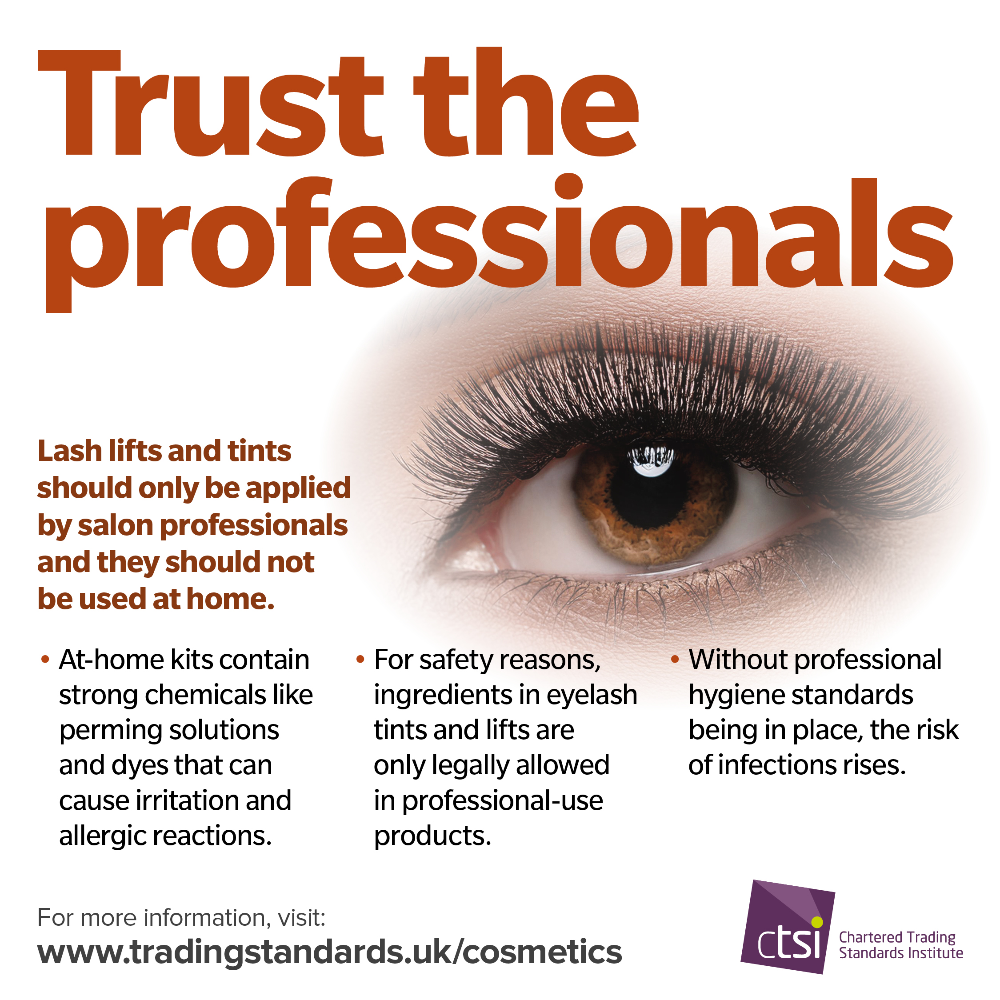 Trust the
professionals
Lash lifts and tints
should only be applied
by salon professionals
and they should not
be used at home.
• At-home kits contain
strong chemicals like
perming solutions
and dyes that can
cause irritation and
allergic reactions.
• For safety reasons,
ingredients in eyelash
tints and lifts are
only legally allowed
in professional-use
products.
• Without professional
hygiene standards
being in place, the risk
of infections rises.
For more information, visit:
www.tradingstandards.uk/cosmetics
ctsi
Chartered Trading
Standards Institute